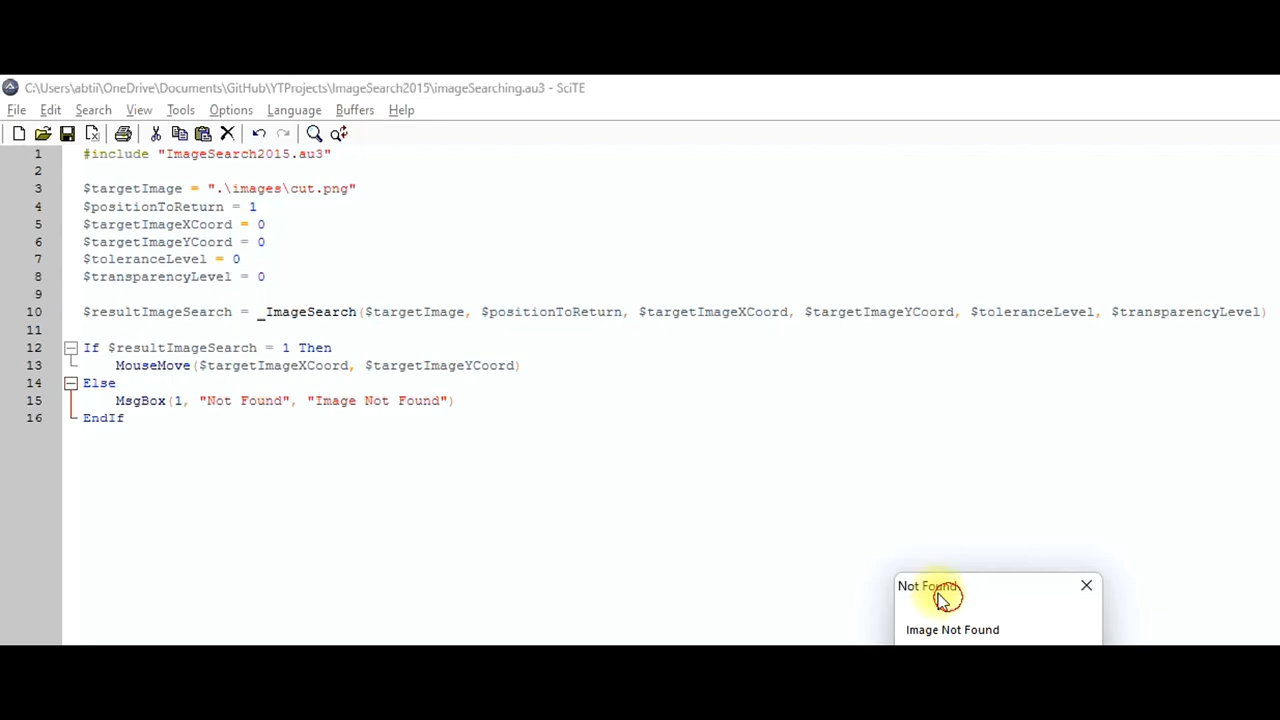 C:\Users\abtii\OneDrive\Documents\GitHub\YTProjects\ImageSearch2015\imageSearching.au3 - SciTE
File Edit Search View Tools Options Language Buffers Help
1 #include "ImageSearch2015.au3"
2
3 $targetImage = ".\images\cut.png"
4 $positionToReturn = 1
5 $targetImageXCoord = 0
6 $targetImageYCoord = 0
7 $toleranceLevel = 0
8 $transparencyLevel = 0
9
10 $resultImageSearch = _ImageSearch($targetImage, $positionToReturn, $targetImageXCoord, $targetImageYCoord, $toleranceLevel, $transparencyLevel)
11
12 If $resultImageSearch = 1 Then
13 MouseMove($targetImageXCoord, $targetImageYCoord)
14 Else
15 MsgBox(1, "Not Found", "Image Not Found")
16 EndIf
Not Found
Image Not Found